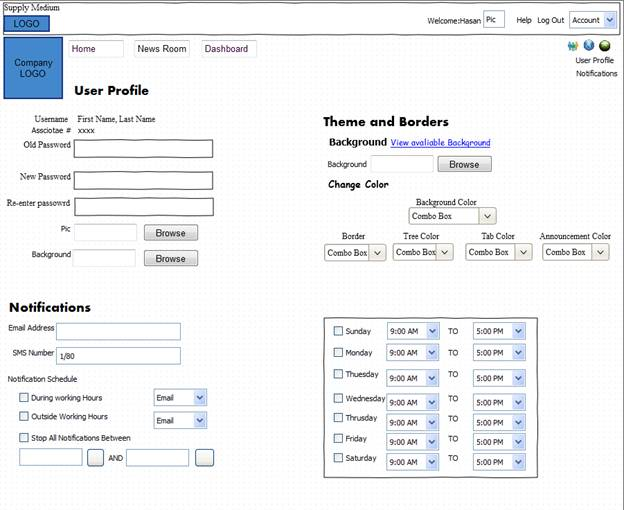 Supply Medium
LOGO
Welcome:Hasan Pic Help Log Out Account
Company
LOGO
Home News Room Dashboard
User Profile
Notifications
User Profile
Username First Name, Last Name
Assciotae # xxxx
Old Password
New Password
Re-enter passowrd
Pic Browse
Background Browse
Theme and Borders
Background View avaliable Background
Background Browse
Change Color
Background Color
Combo Box
Border Tree Color Tab Color Announcement Color
Combo Box Combo Box Combo Box Combo Box
Notifications
Email Address
SMS Number 1/80
Notification Schedule
During working Hours Email
Outside Working Hours Email
Stop All Notifications Between
AND
Sunday 9:00 AM TO 5:00 PM
Monday 9:00 AM TO 5:00 PM
Thuesday 9:00 AM TO 5:00 PM
Wednesday 9:00 AM TO 5:00 PM
Thrusday 9:00 AM TO 5:00 PM
Friday 9:00 AM TO 5:00 PM
Saturday 9:00 AM TO 5:00 PM